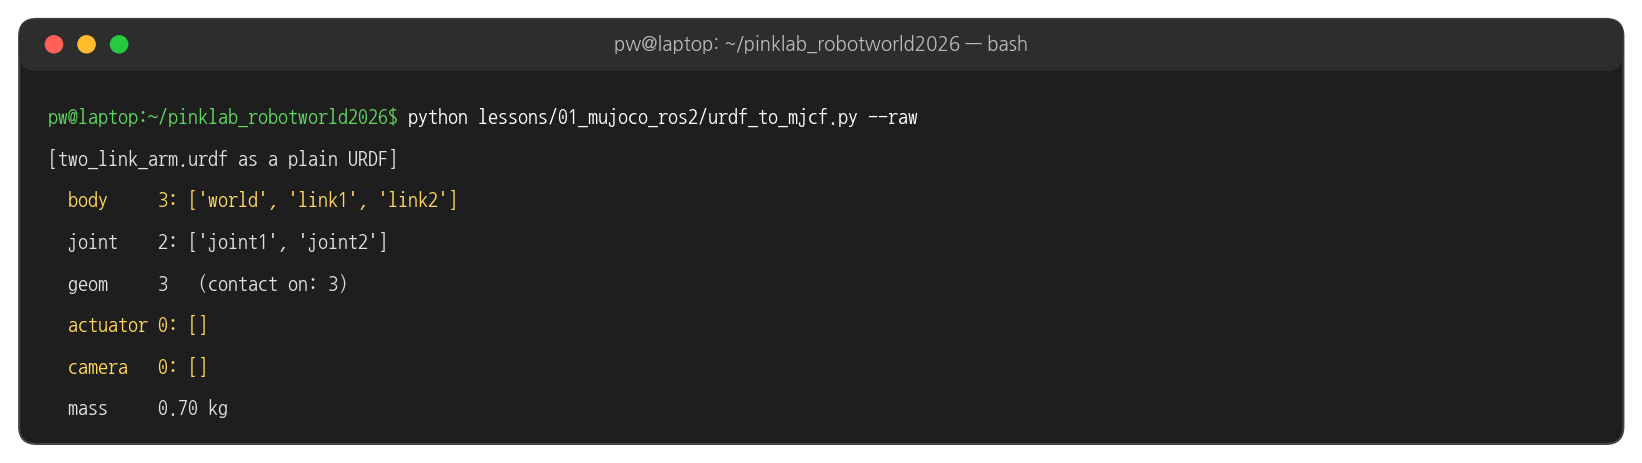 pw@laptop: ~/pinklab_robotworld2026 — bash
pw@laptop:~/pinklab_robotworld2026$ python lessons/01_mujoco_ros2/urdf_to_mjcf.py --raw
[two_link_arm.urdf as a plain URDF]
  body     3: ['world', 'link1', 'link2']
  joint    2: ['joint1', 'joint2']
  geom     3   (contact on: 3)
  actuator 0: []
  camera   0: []
  mass     0.70 kg